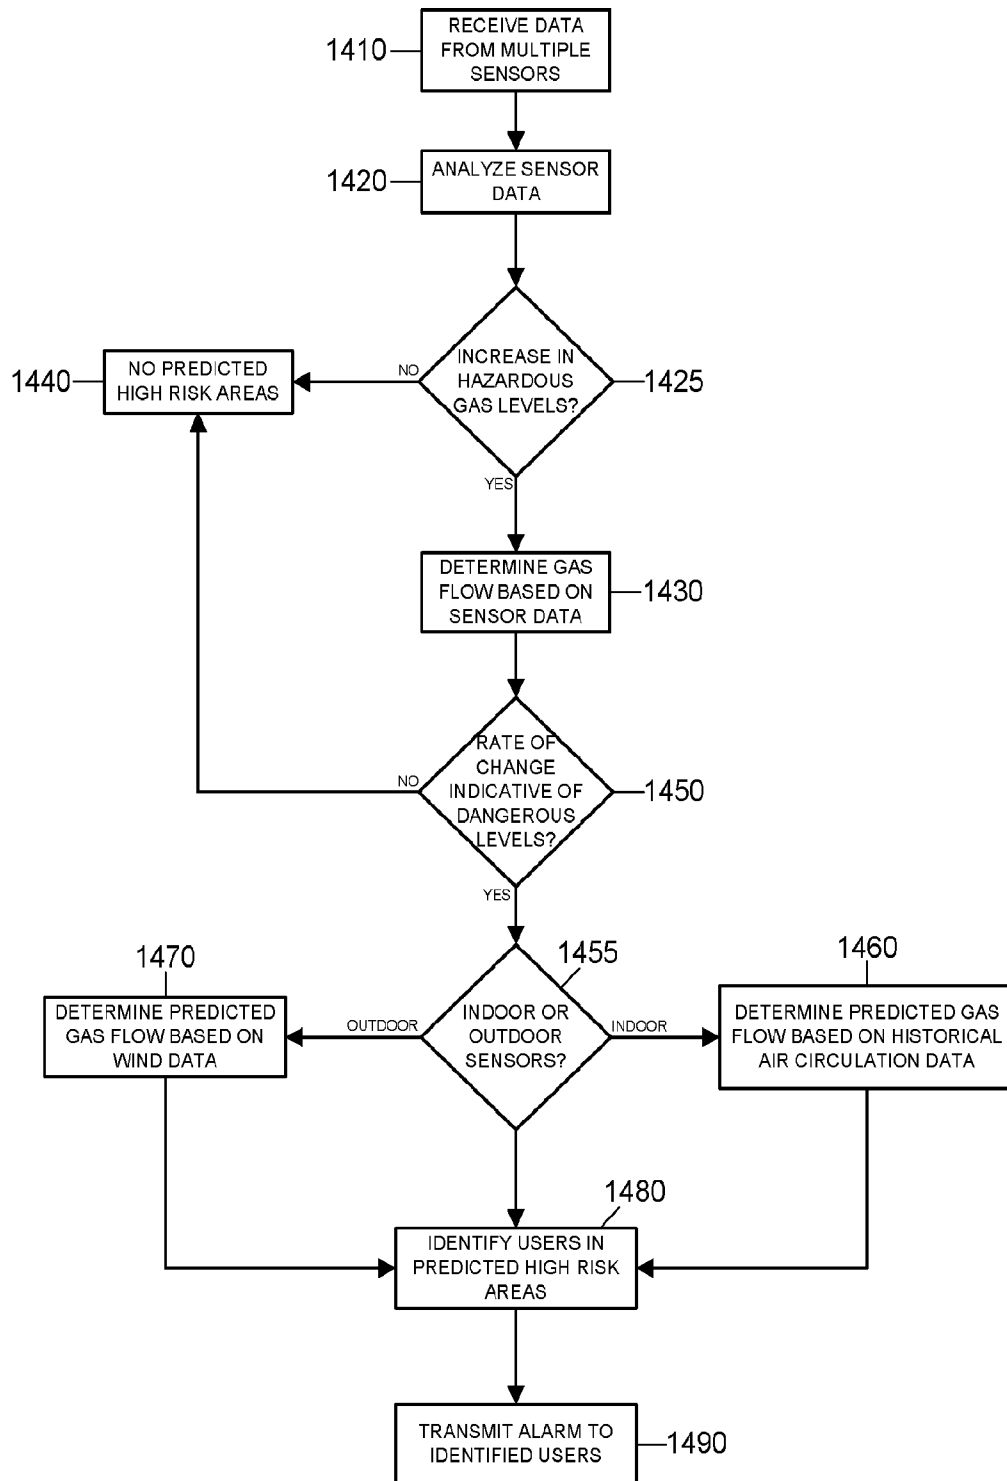 RECEIVE DATA
FROM MULTIPLE
SENSORS
1410
ANALYZE SENSOR
DATA
1420
INCREASE IN
HAZARDOUS
GAS LEVELS?
1425
NO
NO PREDICTED
HIGH RISK AREAS
1440
YES
DETERMINE GAS
FLOW BASED ON
SENSOR DATA
1430
RATE OF
CHANGE
INDICATIVE OF
DANGEROUS
LEVELS?
1450
NO
YES
1455
INDOOR OR
OUTDOOR
SENSORS?
OUTDOOR
INDOOR
1470
DETERMINE PREDICTED
GAS FLOW BASED ON
WIND DATA
1460
DETERMINE PREDICTED GAS
FLOW BASED ON HISTORICAL
AIR CIRCULATION DATA
1480
IDENTIFY USERS IN
PREDICTED HIGH RISK
AREAS
TRANSMIT ALARM TO
IDENTIFIED USERS
1490